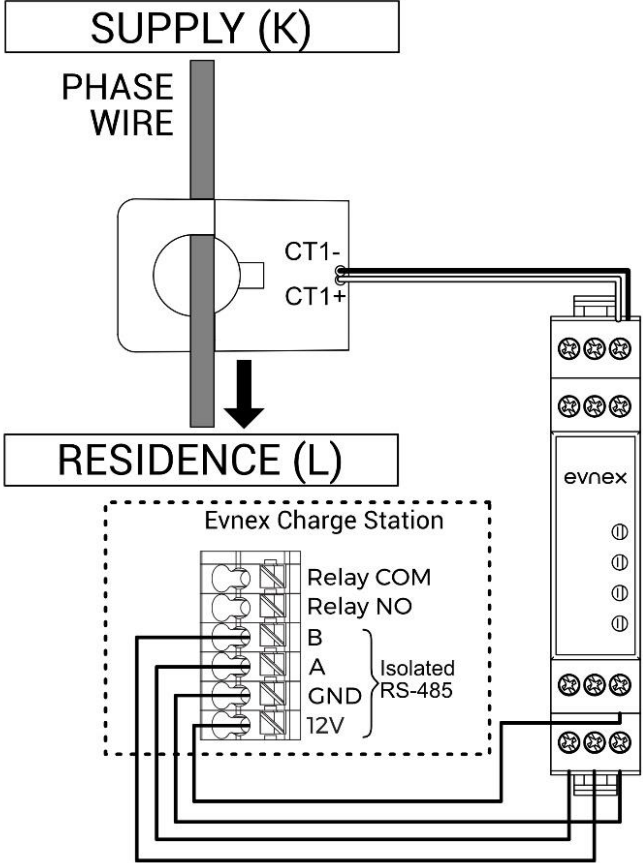 SUPPLY (K)
PHASE
WIRE
CT1-
CT1+
RESIDENCE (L)
evnex
Evnex Charge Station
Relay COM
Relay NO
B
A
GND
12V
Isolated
RS-485